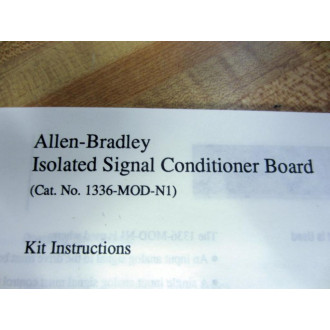 Allen-Bradley
Isolated Signal Conditioner Board
(Cat. No. 1336-MOD-N1)
Kit Instructions